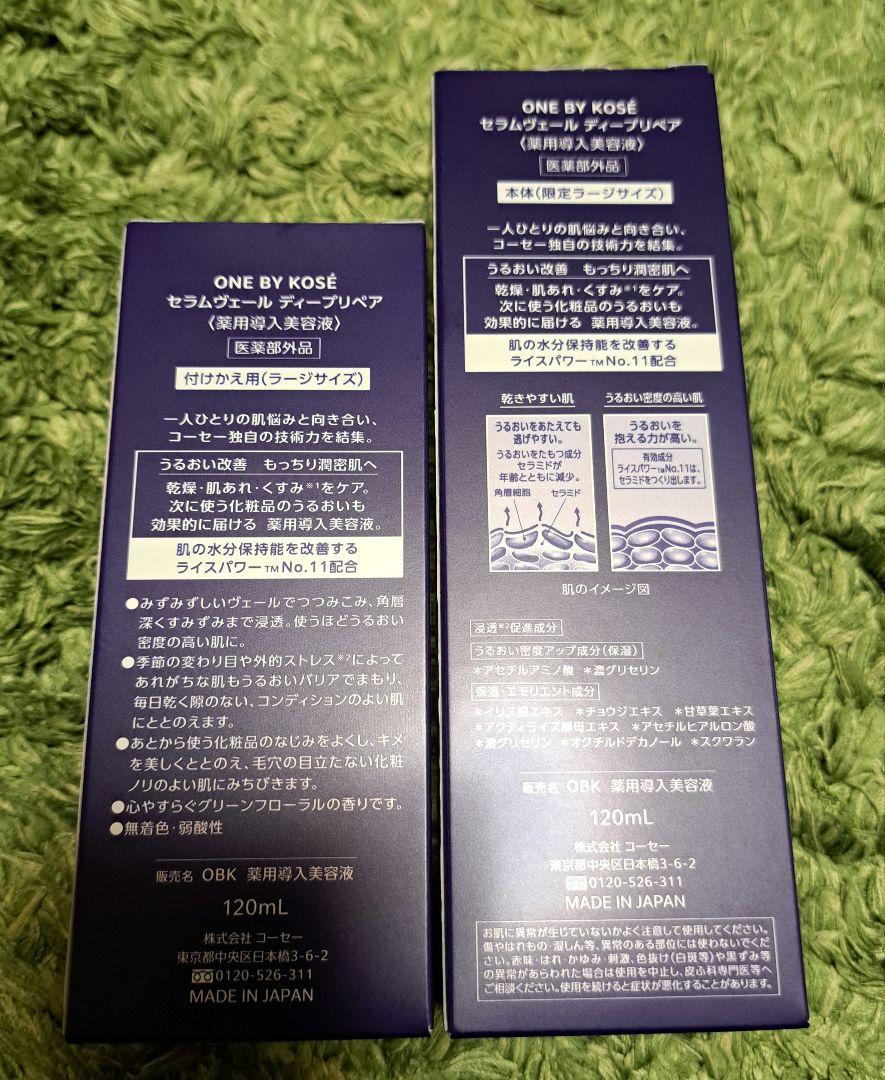 ONE BY KOSÉ
セラムヴェール ディープリペア
〈薬用導入美容液〉
医薬部外品
付けかえ用(ラージサイズ)
一人ひとりの肌悩みと向き合い、
コーセー独自の技術力を結集。
うるおい改善 もっちり潤密肌へ
乾燥・肌あれ・くすみ※1をケア。
次に使う化粧品のうるおいも
効果的に届ける 薬用導入美容液。
肌の水分保持能を改善する
ライスパワー™No.11配合
●みずみずしいヴェールでつつみこみ、角層
深くすみずみまで浸透。使うほどうるおい
密度の高い肌に。
●季節の変わり目や外的ストレス※2によって
あれがちな肌もうるおいバリアでまもり、
毎日乾く隙のない、コンディションのよい肌
にととのえます。
●あとから使う化粧品のなじみをよくし、キメ
を美しくととのえ、毛穴の目立たない化粧
ノリのよい肌にみちびきます。
●心やすらぐグリーンフローラルの香りです。
●無着色・弱酸性
販売名 OBK 薬用導入美容液
120mL
株式会社 コーセー
東京都中央区日本橋3-6-2
0120-526-311
MADE IN JAPAN
ONE BY KOSÉ
セラムヴェール ディープリペア
〈薬用導入美容液〉
医薬部外品
本体(限定ラージサイズ)
一人ひとりの肌悩みと向き合い、
コーセー独自の技術力を結集。
うるおい改善 もっちり潤密肌へ
乾燥・肌あれ・くすみ※1をケア。
次に使う化粧品のうるおいも
効果的に届ける 薬用導入美容液。
肌の水分保持能を改善する
ライスパワー™No.11配合
乾きやすい肌
うるおいをあたえても
逃げやすい。
うるおいをたもつ成分
セラミドが
年齢とともに減少。
角層細胞 セラミド
うるおい密度の高い肌
うるおいを
抱える力が高い。
有効成分
ライスパワー™No.11は、
セラミドをつくり出します。
肌のイメージ図
浸透※2促進成分
うるおい密度アップ成分(保湿)
＊アセチルアミノ酸 ＊濃グリセリン
保湿・エモリエント成分
＊イリス根エキス ＊チョウジエキス ＊甘草葉エキス
＊アクティライズ酵母エキス ＊アセチルヒアルロン酸
＊濃グリセリン ＊オクチルドデカノール ＊スクワラン
販売名 OBK 薬用導入美容液
120mL
株式会社 コーセー
東京都中央区日本橋3-6-2
0120-526-311
MADE IN JAPAN
お肌に異常が生じていないかよく注意して使用してください。
傷やはれもの・湿しん等、異常のある部位には使わないでくだ
さい。赤味・はれ・かゆみ・刺激、色抜け(白斑等)や黒ずみ等
の異常があらわれた場合は使用を中止し、皮ふ科専門医等へ
ご相談ください。使用を続けると症状が悪化することがあります。